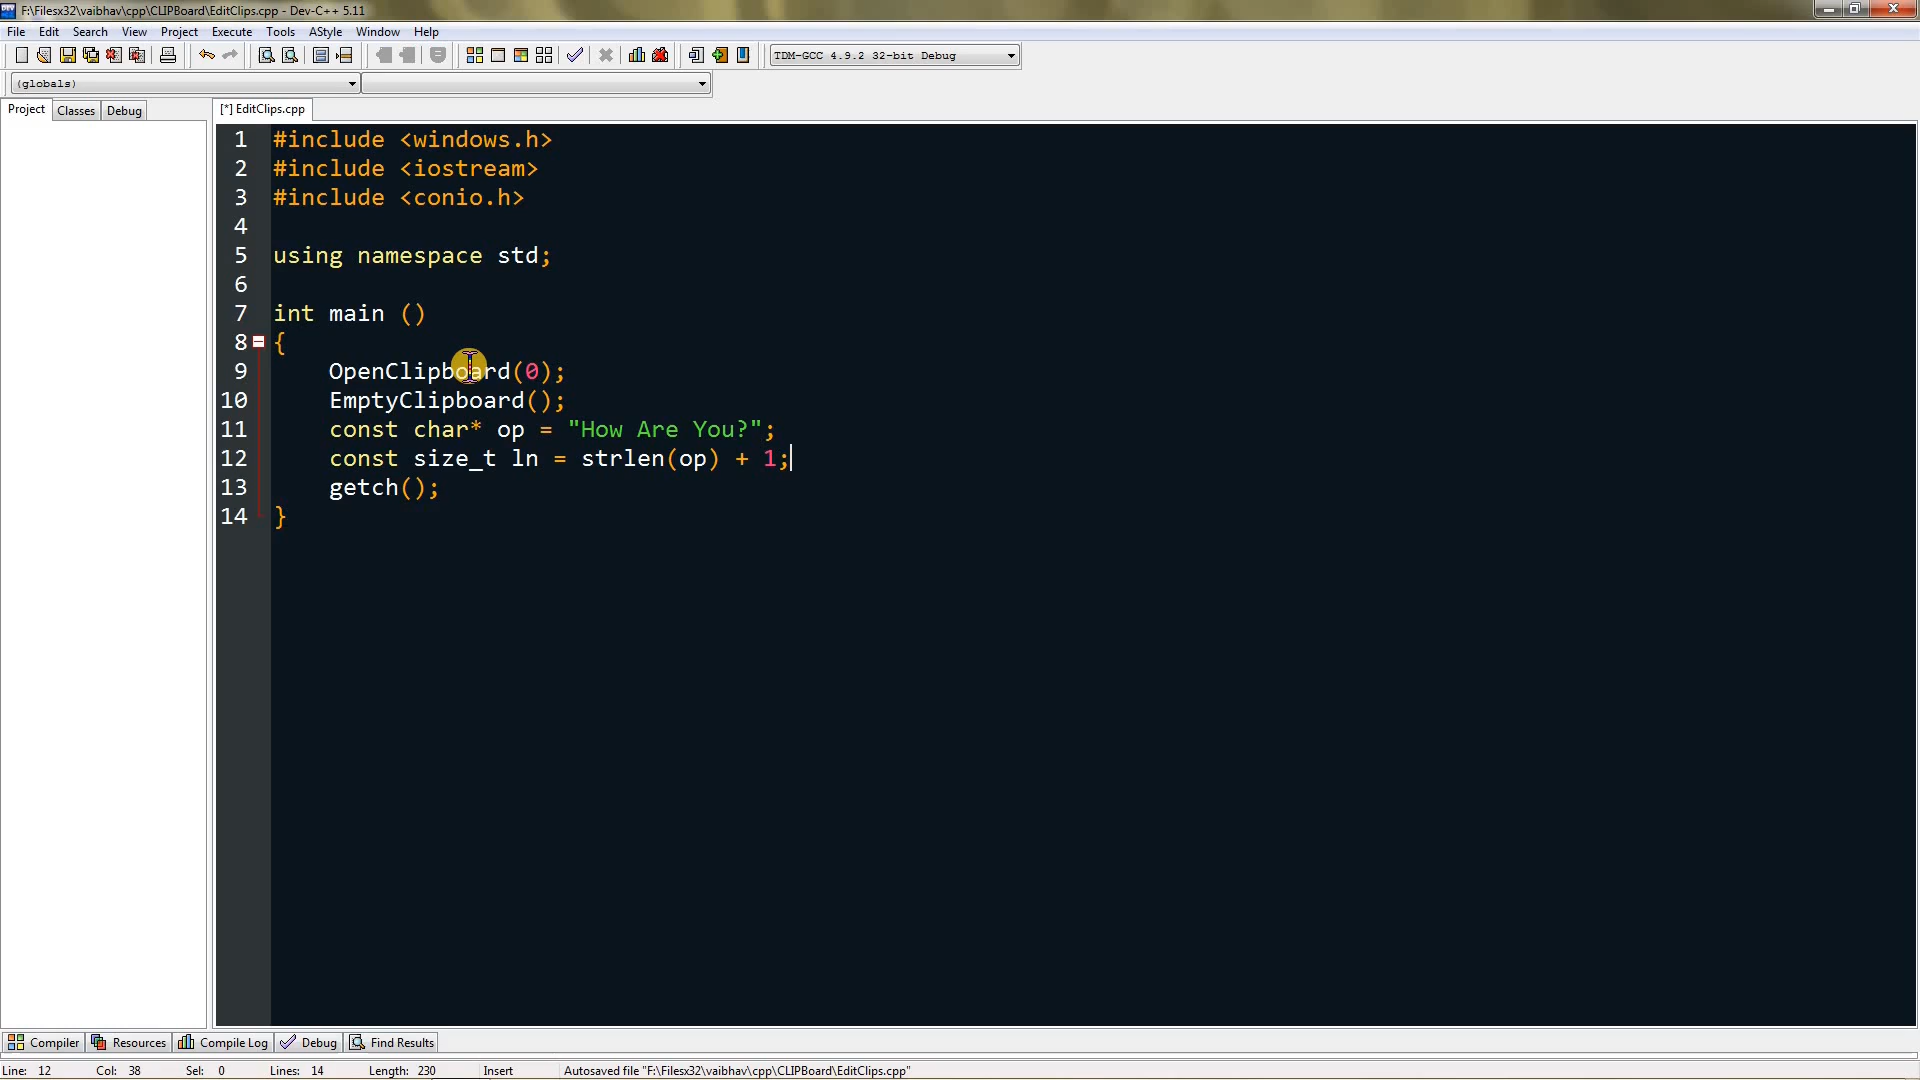 F:\Filesx32\vaibhav\cpp\CLIPBoard\EditClips.cpp - Dev-C++ 5.11
File Edit Search View Project Execute Tools AStyle Window Help
TDM-GCC 4.9.2 32-bit Debug
(globals)
Project Classes Debug
[*] EditClips.cpp
1 #include <windows.h>
2 #include <iostream>
3 #include <conio.h>
4
5 using namespace std;
6
7 int main ()
8 {
9 OpenClipboard(0);
10 EmptyClipboard();
11 const char* op = "How Are You?";
12 const size_t ln = strlen(op) + 1;
13 getch();
14 }
Compiler Resources Compile Log Debug Find Results
Line: 12 Col: 38 Sel: 0 Lines: 14 Length: 230 Insert Autosaved file "F:\Filesx32\vaibhav\cpp\CLIPBoard\EditClips.cpp"